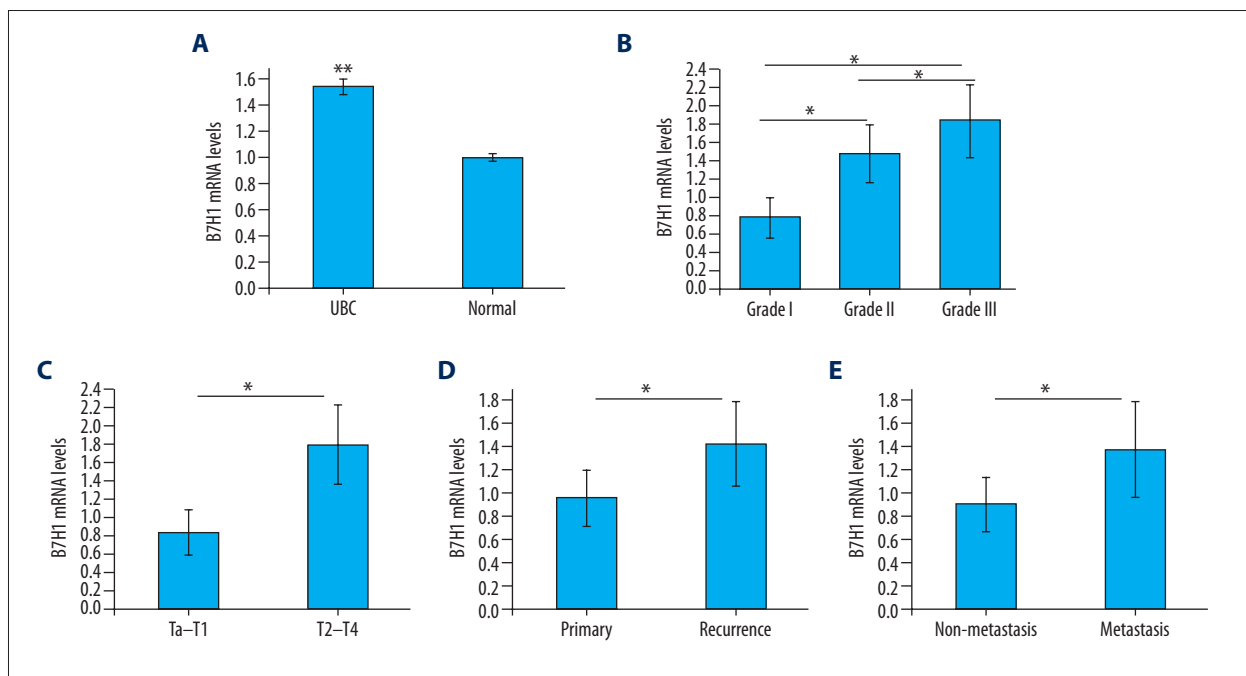 A
B7H1 mRNA levels
1.6
1.4
1.2
1.0
0.8
0.6
0.4
0.2
0.0
**
UBC
Normal
B
B7H1 mRNA levels
2.4
2.2
2.0
1.8
1.6
1.4
1.2
1.0
0.8
0.6
0.4
0.2
0.0
*
*
*
Grade I
Grade II
Grade III
C
B7H1 mRNA levels
2.4
2.2
2.0
1.8
1.6
1.4
1.2
1.0
0.8
0.6
0.4
0.2
0.0
*
Ta–T1
T2–T4
D
B7H1 mRNA levels
1.8
1.6
1.4
1.2
1.0
0.8
0.6
0.4
0.2
0.0
*
Primary
Recurrence
E
B7H1 mRNA levels
1.8
1.6
1.4
1.2
1.0
0.8
0.6
0.4
0.2
0.0
*
Non-metastasis
Metastasis